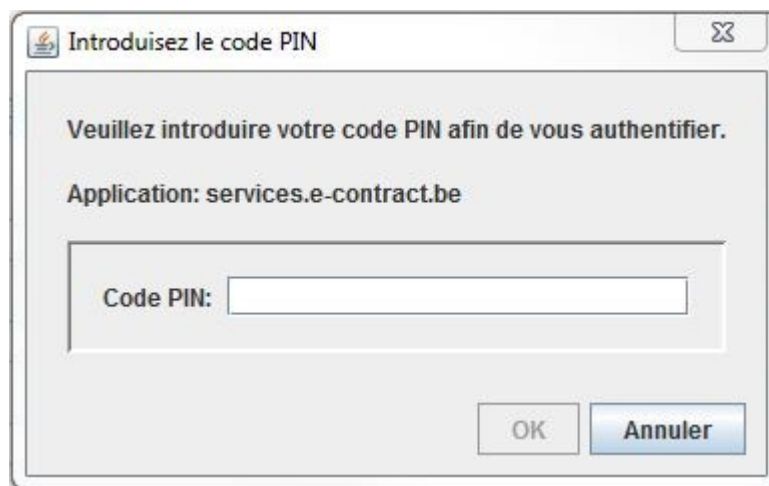 Introduisez le code PIN
Veuillez introduire votre code PIN afin de vous authentifier.
Application: services.e-contract.be
Code PIN:
OK Annuler